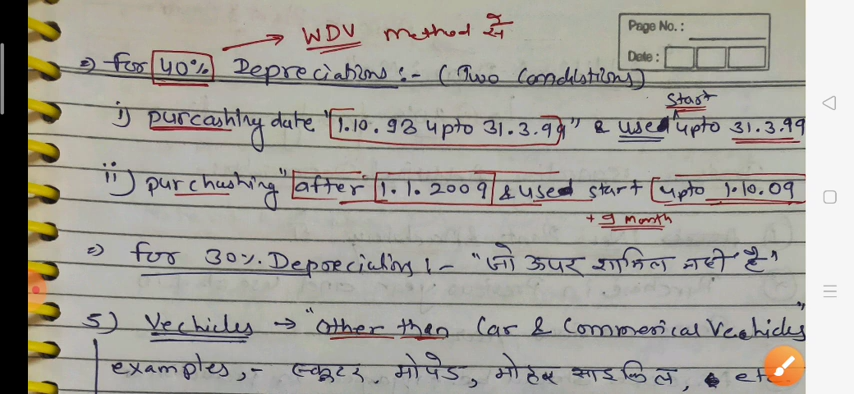 Page No. :
→ WDV Method से
Date :
⇒ for 40% Depreciations :- (Two Conditions)
start
i) purcashing date "1.10.98 upto 31.3.99" & used upto 31.3.99
ii) purchashing "after 1.1.2009 & used start upto 1.10.09
+ 9 month
⇒ for 30% Depreciation :- "जो ऊपर शामिल नही है"
5) Vechicles → "other than Car & Commerical Vechicles"
examples,- स्कूटर, मोपेड, मोटर साइकिल, etc